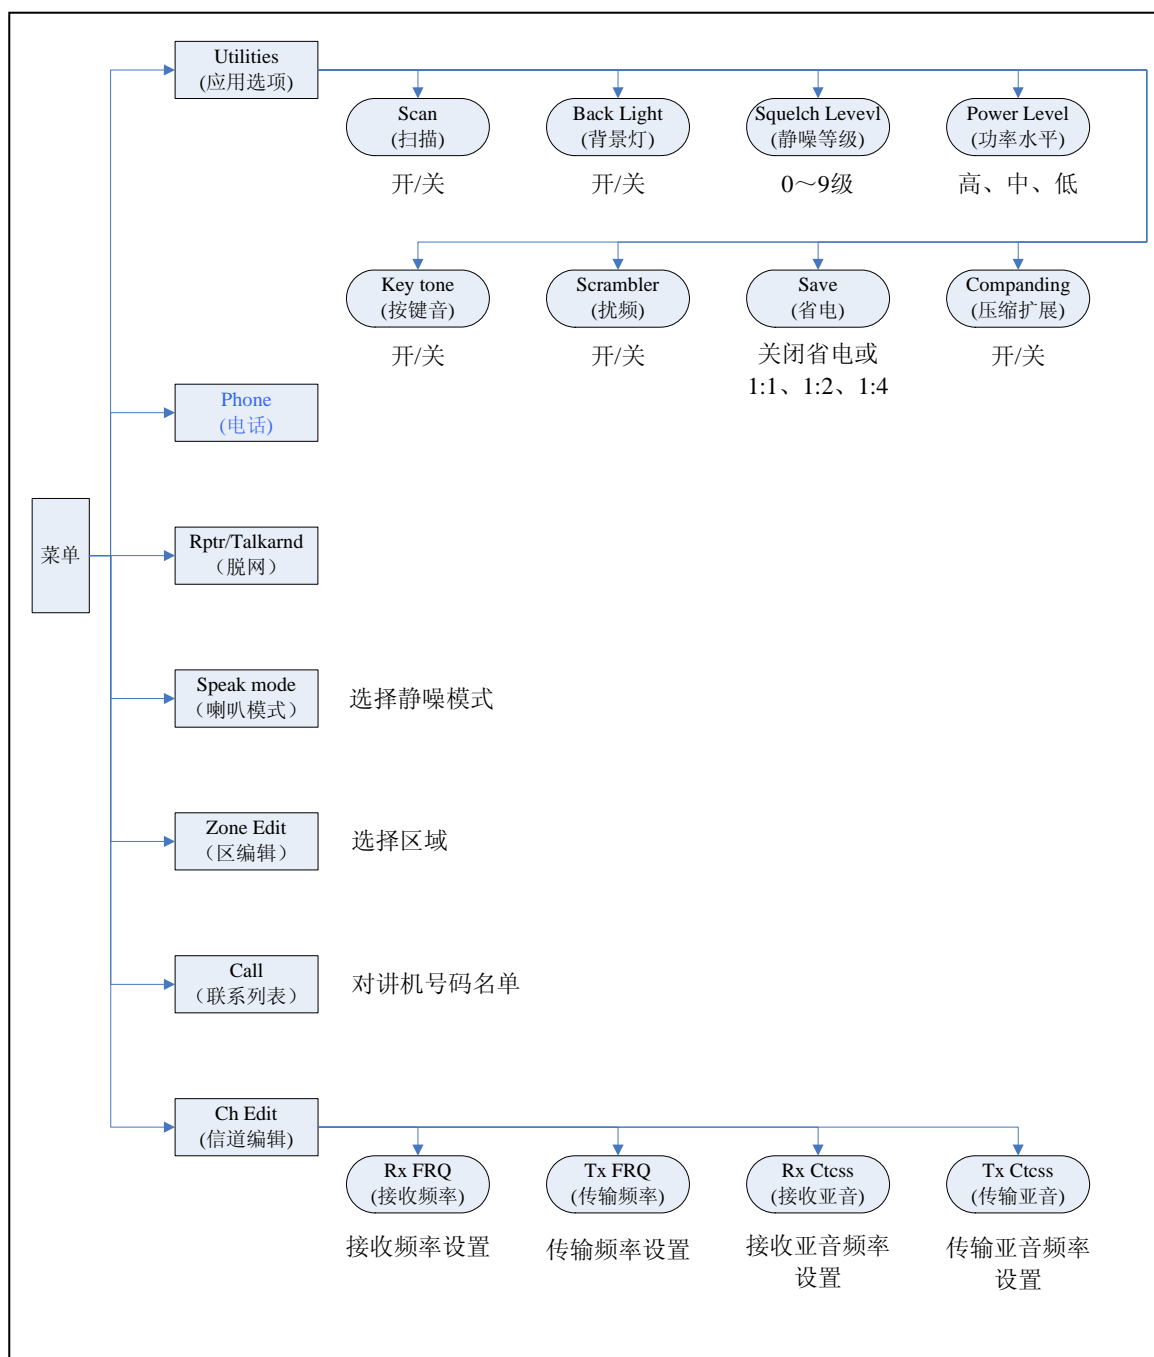 Utilities
(应用选项)
Scan
(扫描)
开/关
Back Light
(背景灯)
开/关
Squelch Levevl
(静噪等级)
0～9级
Power Level
(功率水平)
高、中、低
Key tone
(按键音)
开/关
Scrambler
(扰频)
开/关
Save
(省电)
关闭省电或
1:1、1:2、1:4
Companding
(压缩扩展)
开/关
Phone
(电话)
菜单
Rptr/Talkarnd
（脱网）
Speak mode
（喇叭模式）
选择静噪模式
Zone Edit
（区编辑）
选择区域
Call
（联系列表）
对讲机号码名单
Ch Edit
(信道编辑)
Rx FRQ
(接收频率)
接收频率设置
Tx FRQ
(传输频率)
传输频率设置
Rx Ctcss
(接收亚音)
接收亚音频率
设置
Tx Ctcss
(传输亚音)
传输亚音频率
设置